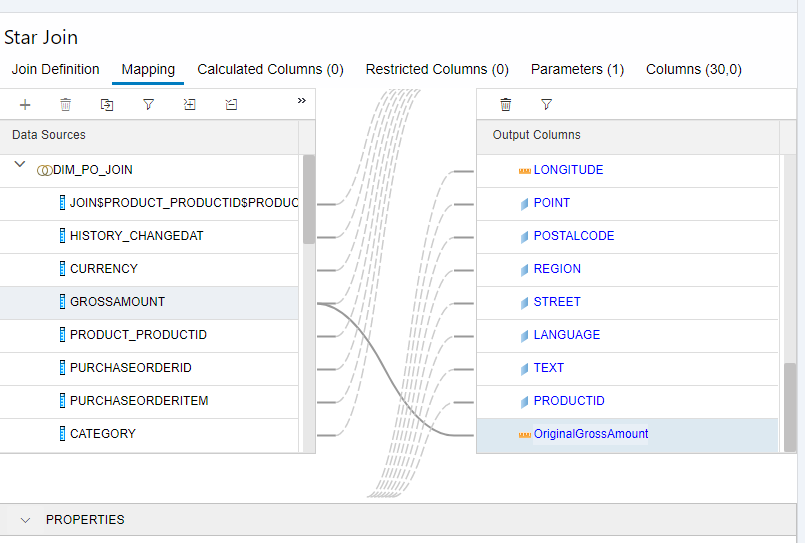 Star Join
Join Definition Mapping Calculated Columns (0) Restricted Columns (0) Parameters (1) Columns (30,0)
»
Data Sources
DIM_PO_JOIN
JOIN$PRODUCT_PRODUCTID$PRODUC
HISTORY_CHANGEDAT
CURRENCY
GROSSAMOUNT
PRODUCT_PRODUCTID
PURCHASEORDERID
PURCHASEORDERITEM
CATEGORY
Output Columns
LONGITUDE
POINT
POSTALCODE
REGION
STREET
LANGUAGE
TEXT
PRODUCTID
OriginalGrossAmount
PROPERTIES